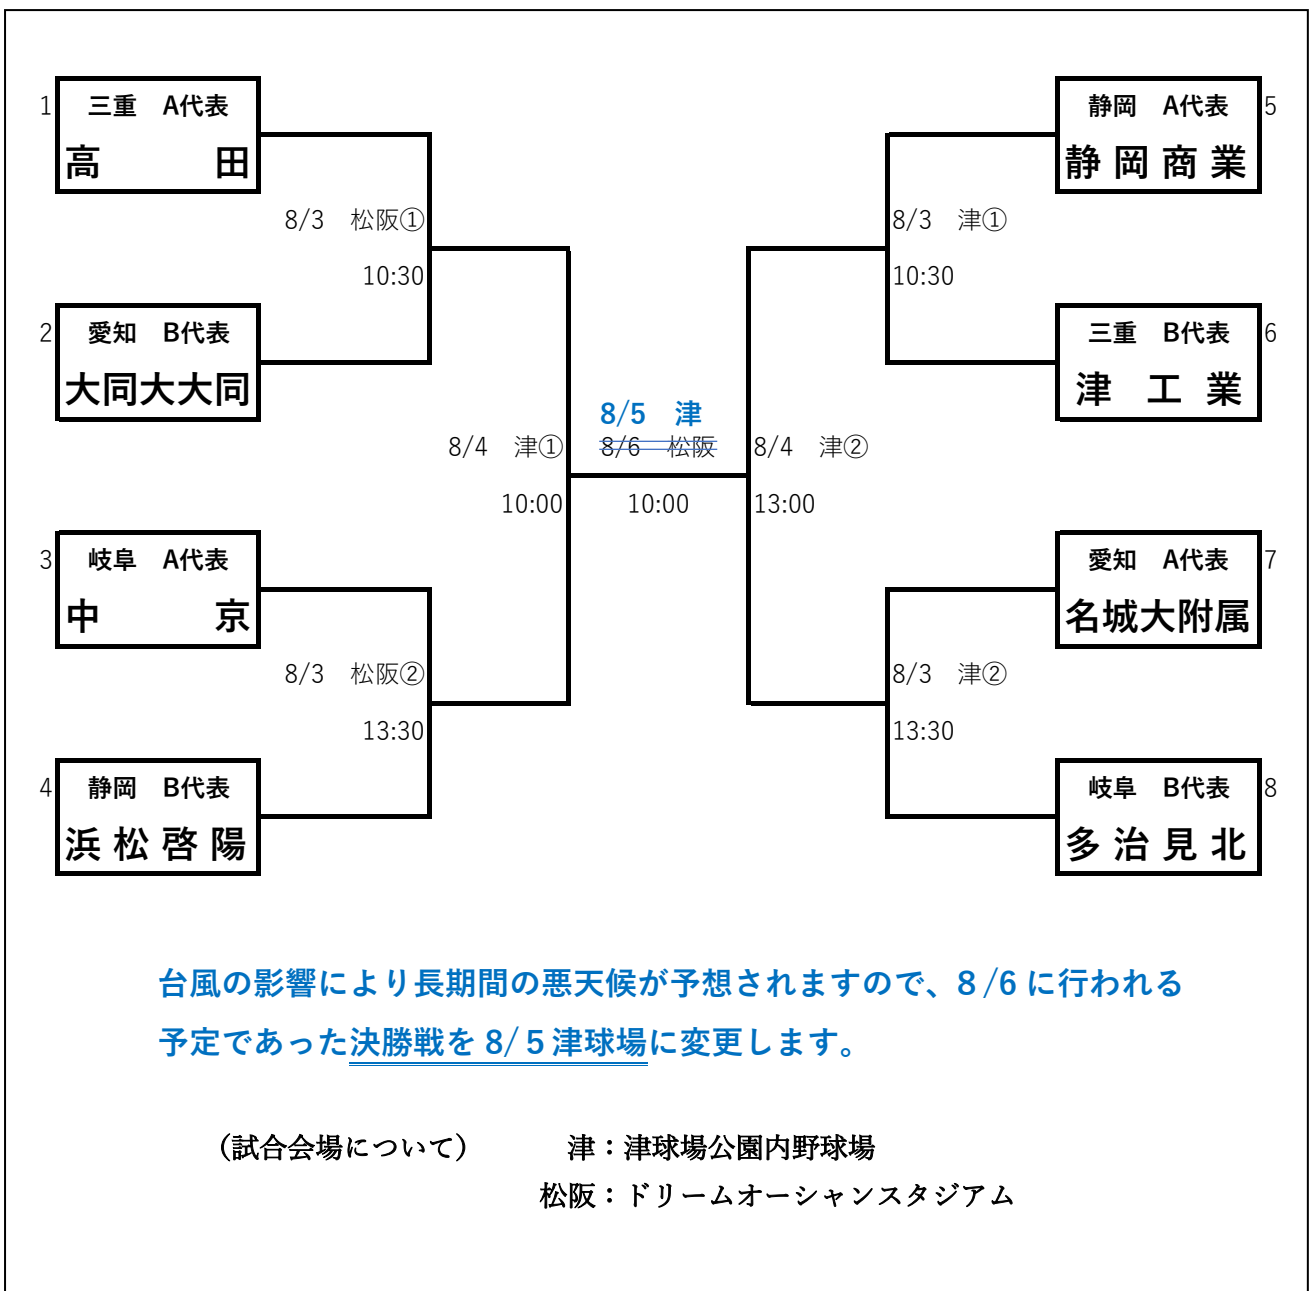 1 三重　A代表
高　田
8/3　松阪①
10:30
2 愛知　B代表
大同大大同
8/4　津①
10:00
3 岐阜　A代表
中　京
8/3　松阪②
13:30
4 静岡　B代表
浜松啓陽
8/5　津
8/6　松阪
10:00
静岡　A代表 5
静岡商業
8/3　津①
10:30
三重　B代表 6
津工業
8/4　津②
13:00
愛知　A代表 7
名城大附属
8/3　津②
13:30
岐阜　B代表 8
多治見北
台風の影響により長期間の悪天候が予想されますので、8/6に行われる
予定であった決勝戦を8/5津球場に変更します。
（試合会場について）　津：津球場公園内野球場
松阪：ドリームオーシャンスタジアム